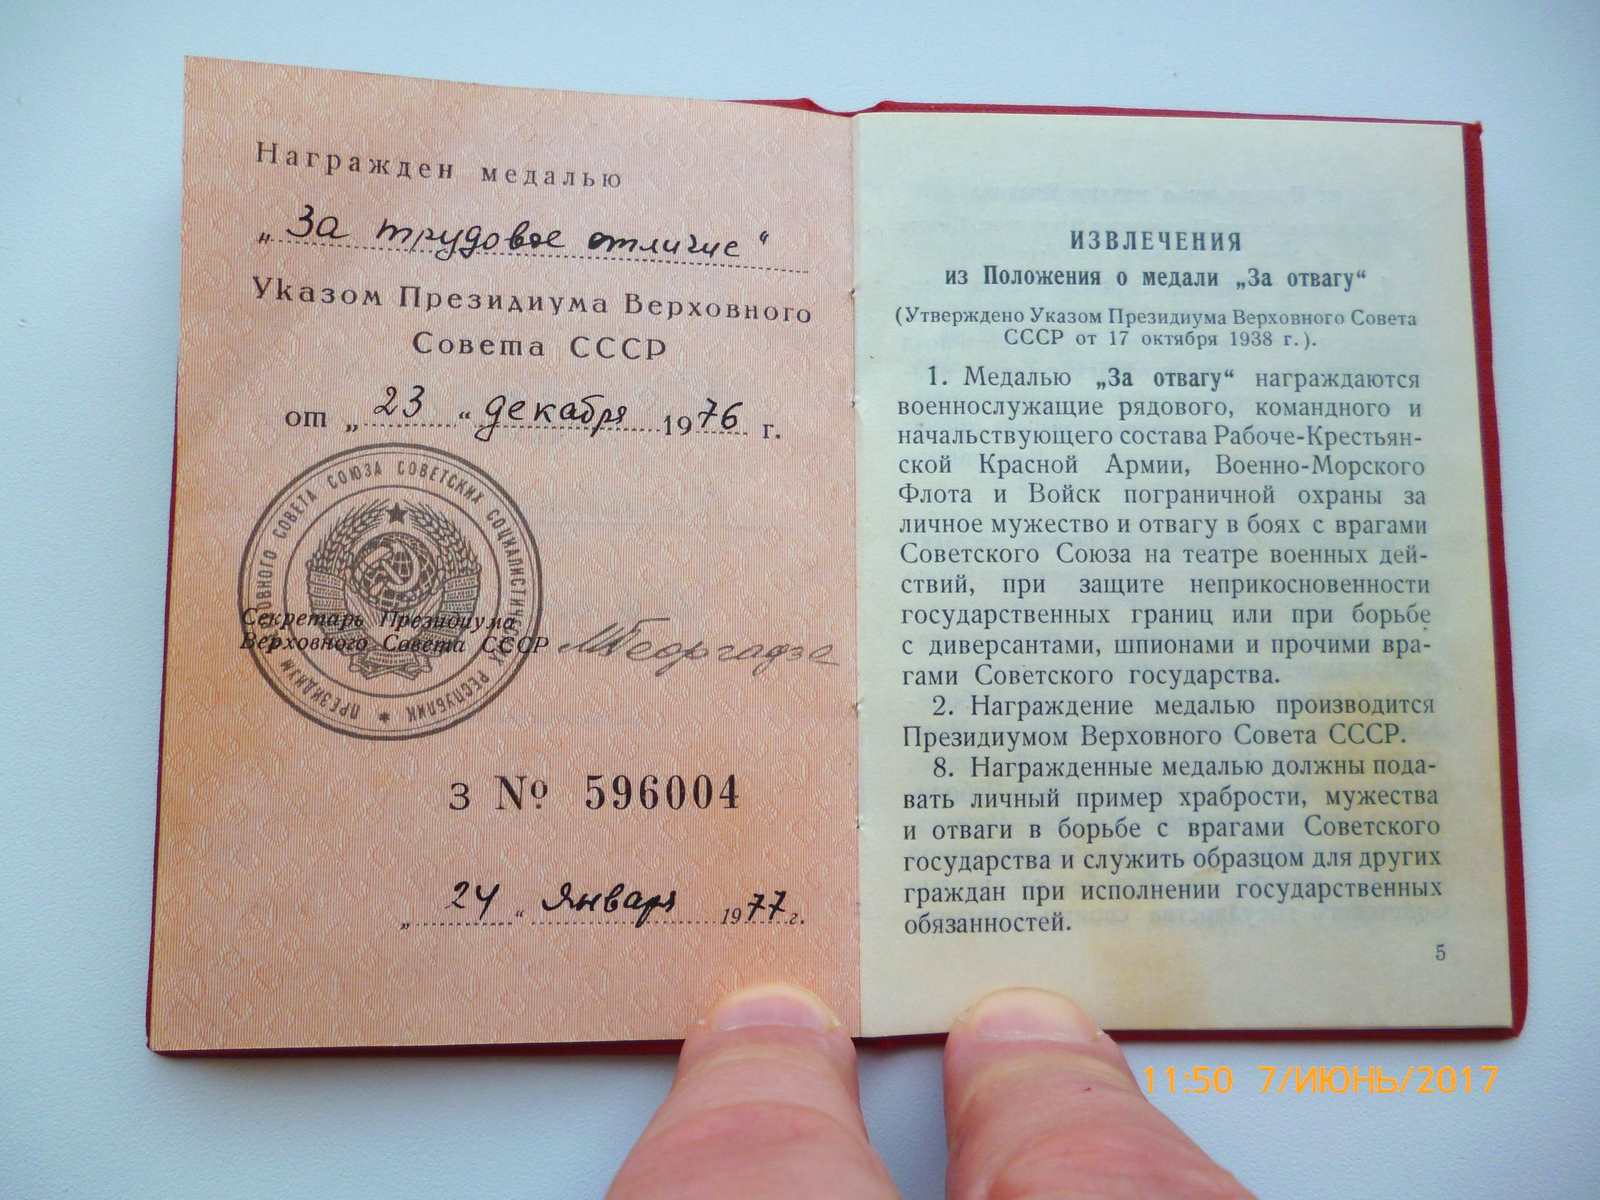 Награжден медалью
„За трудовое отличие“
Указом Президиума Верховного
Совета СССР
от „23“ декабря 1976 г.
ПРЕЗИДИУМ ВЕРХОВНОГО СОВЕТА СОЮЗА СОВЕТСКИХ СОЦИАЛИСТИЧЕСКИХ РЕСПУБЛИК
Секретарь Президиума
Верховного Совета СССР МГеоргадзе
З № 596004
„24“ января 1977 г.
ИЗВЛЕЧЕНИЯ
из Положения о медали „За отвагу“
(Утверждено Указом Президиума Верховного Совета
СССР от 17 октября 1938 г.).
1. Медалью „За отвагу“ награждаются
военнослужащие рядового, командного и
начальствующего состава Рабоче-Крестьян-
ской Красной Армии, Военно-Морского
Флота и Войск пограничной охраны за
личное мужество и отвагу в боях с врагами
Советского Союза на театре военных дей-
ствий, при защите неприкосновенности
государственных границ или при борьбе
с диверсантами, шпионами и прочими вра-
гами Советского государства.
2. Награждение медалью производится
Президиумом Верховного Совета СССР.
8. Награжденные медалью должны пода-
вать личный пример храбрости, мужества
и отваги в борьбе с врагами Советского
государства и служить образцом для других
граждан при исполнении государственных
обязанностей.
5
11:50 7/ИЮНЬ/2017